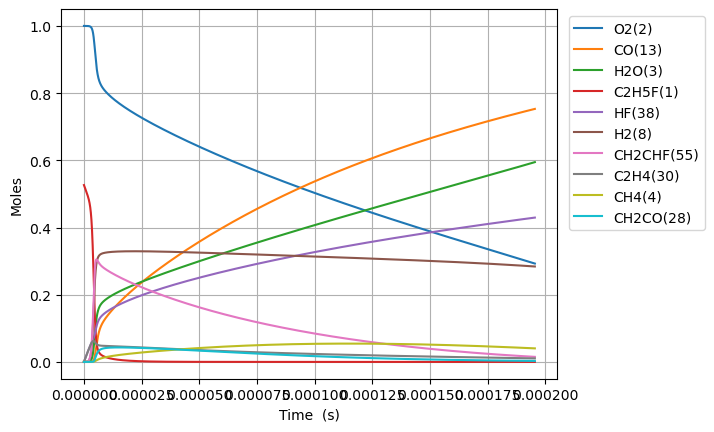 1.0
0.8
0.6
0.4
0.2
0.0
Moles
0.000000
0.000025
0.000050
0.000075
0.000100
0.000125
0.000150
0.000175
0.000200
Time (s)
O2(2)
CO(13)
H2O(3)
C2H5F(1)
HF(38)
H2(8)
CH2CHF(55)
C2H4(30)
CH4(4)
CH2CO(28)